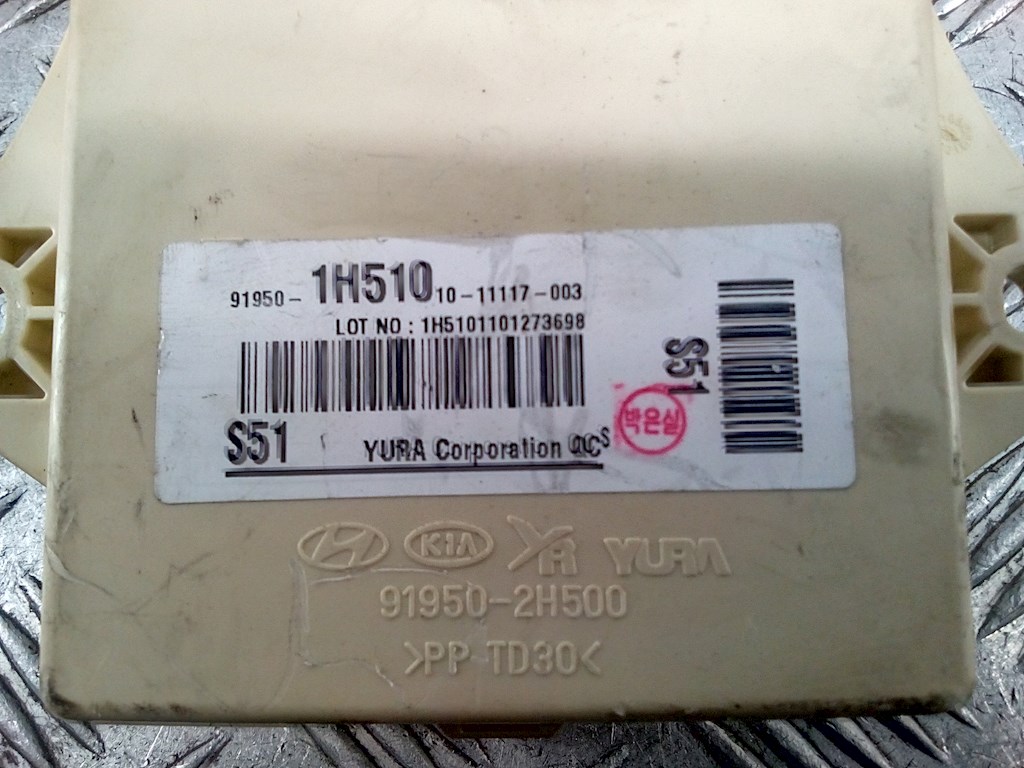 91950- 1H510 10-11117-003
LOT NO : 1H5101101273698
S51
YURA Corporation
S51
박은실
KIA YR YURA
91950-2H500
>PP TD30<